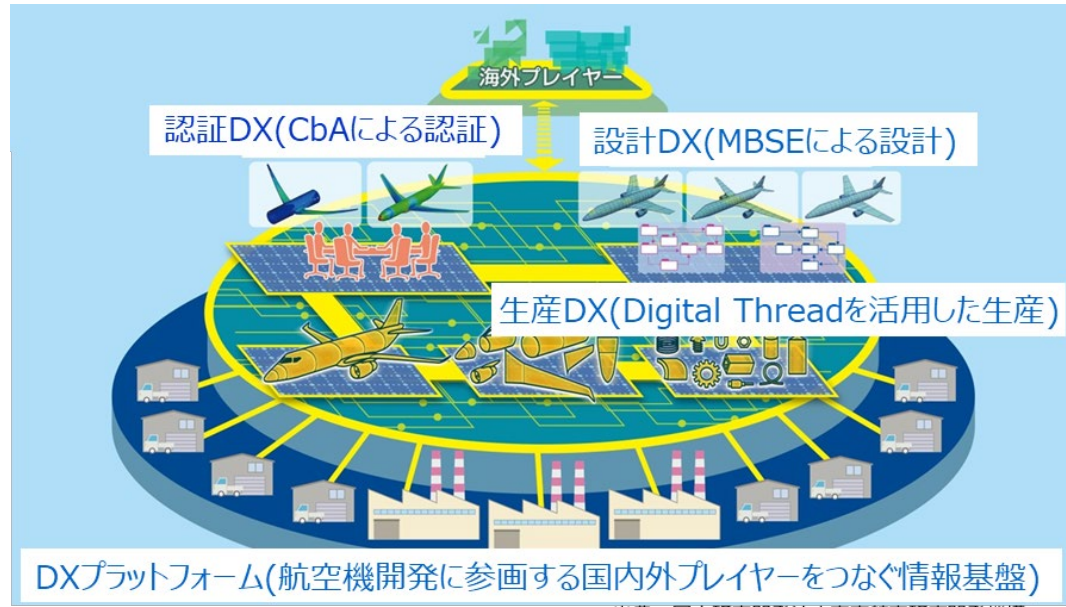 海外プレイヤー
認証DX(CbAによる認証)
設計DX(MBSEによる設計)
生産DX(Digital Threadを活用した生産)
DXプラットフォーム(航空機開発に参画する国内外プレイヤーをつなぐ情報基盤)